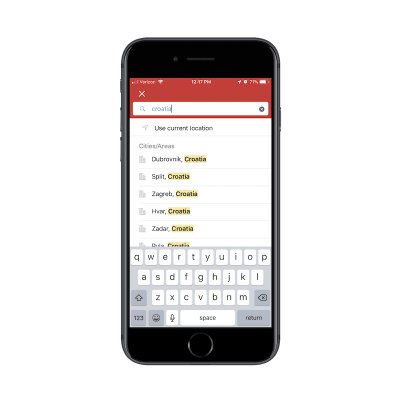 Verizon 12:17 PM 71%
croatia
Use current location
Cities/Areas
Dubrovnik, Croatia
Split, Croatia
Zagreb, Croatia
Hvar, Croatia
Zadar, Croatia
Pula, Croatia
q w e r t y u i o p
a s d f g h j k l
z x c v b n m
123 space return